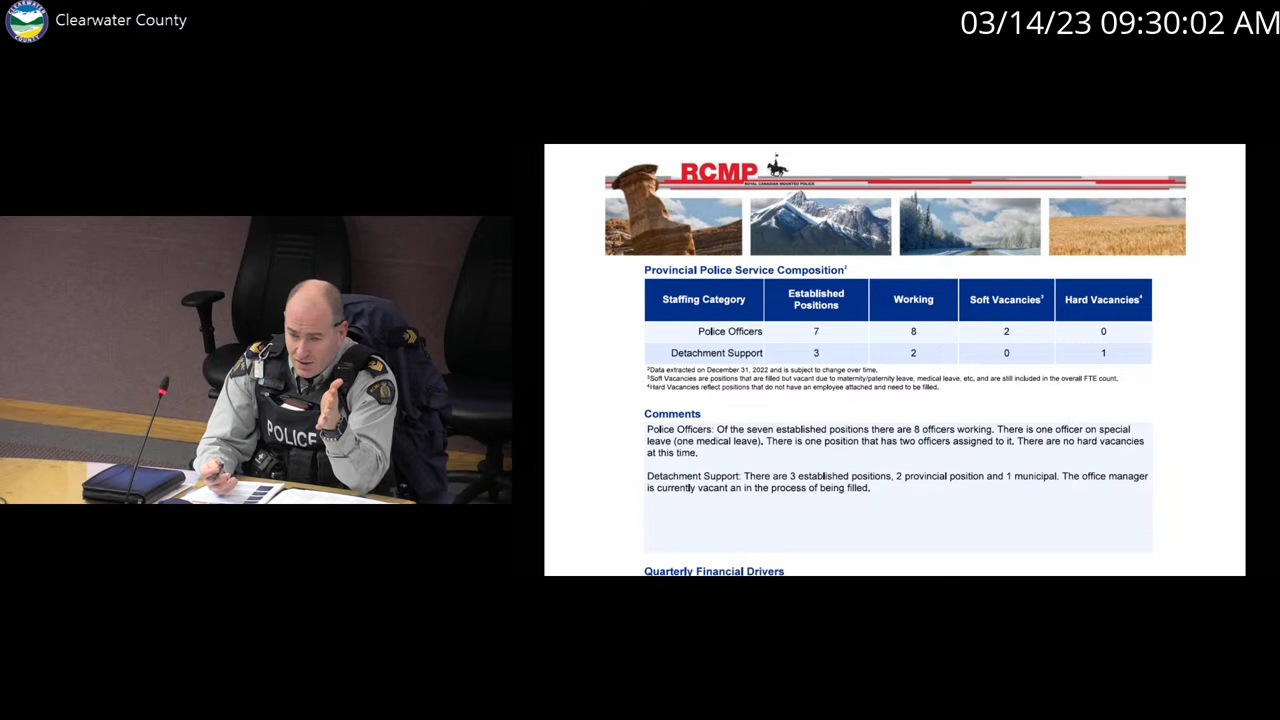 Clearwater County
03/14/23 09:30:02 AM
CLEARWATER
COUNTY
RCMP
ROYAL CANADIAN MOUNTED POLICE
Provincial Police Service Composition²
Staffing Category Established Positions Working Soft Vacancies³ Hard Vacancies⁴
Police Officers 7 8 2 0
Detachment Support 3 2 0 1
²Data extracted on December 31, 2022 and is subject to change over time.
³Soft Vacancies are positions that are filled but vacant due to maternity/paternity leave, medical leave, etc, and are still included in the overall FTE count.
⁴Hard Vacancies reflect positions that do not have an employee attached and need to be filled.
Comments
Police Officers: Of the seven established positions there are 8 officers working. There is one officer on special
leave (one medical leave). There is one position that has two officers assigned to it. There are no hard vacancies
at this time.
Detachment Support: There are 3 established positions, 2 provincial position and 1 municipal. The office manager
is currently vacant an in the process of being filled.
Quarterly Financial Drivers
POLICE